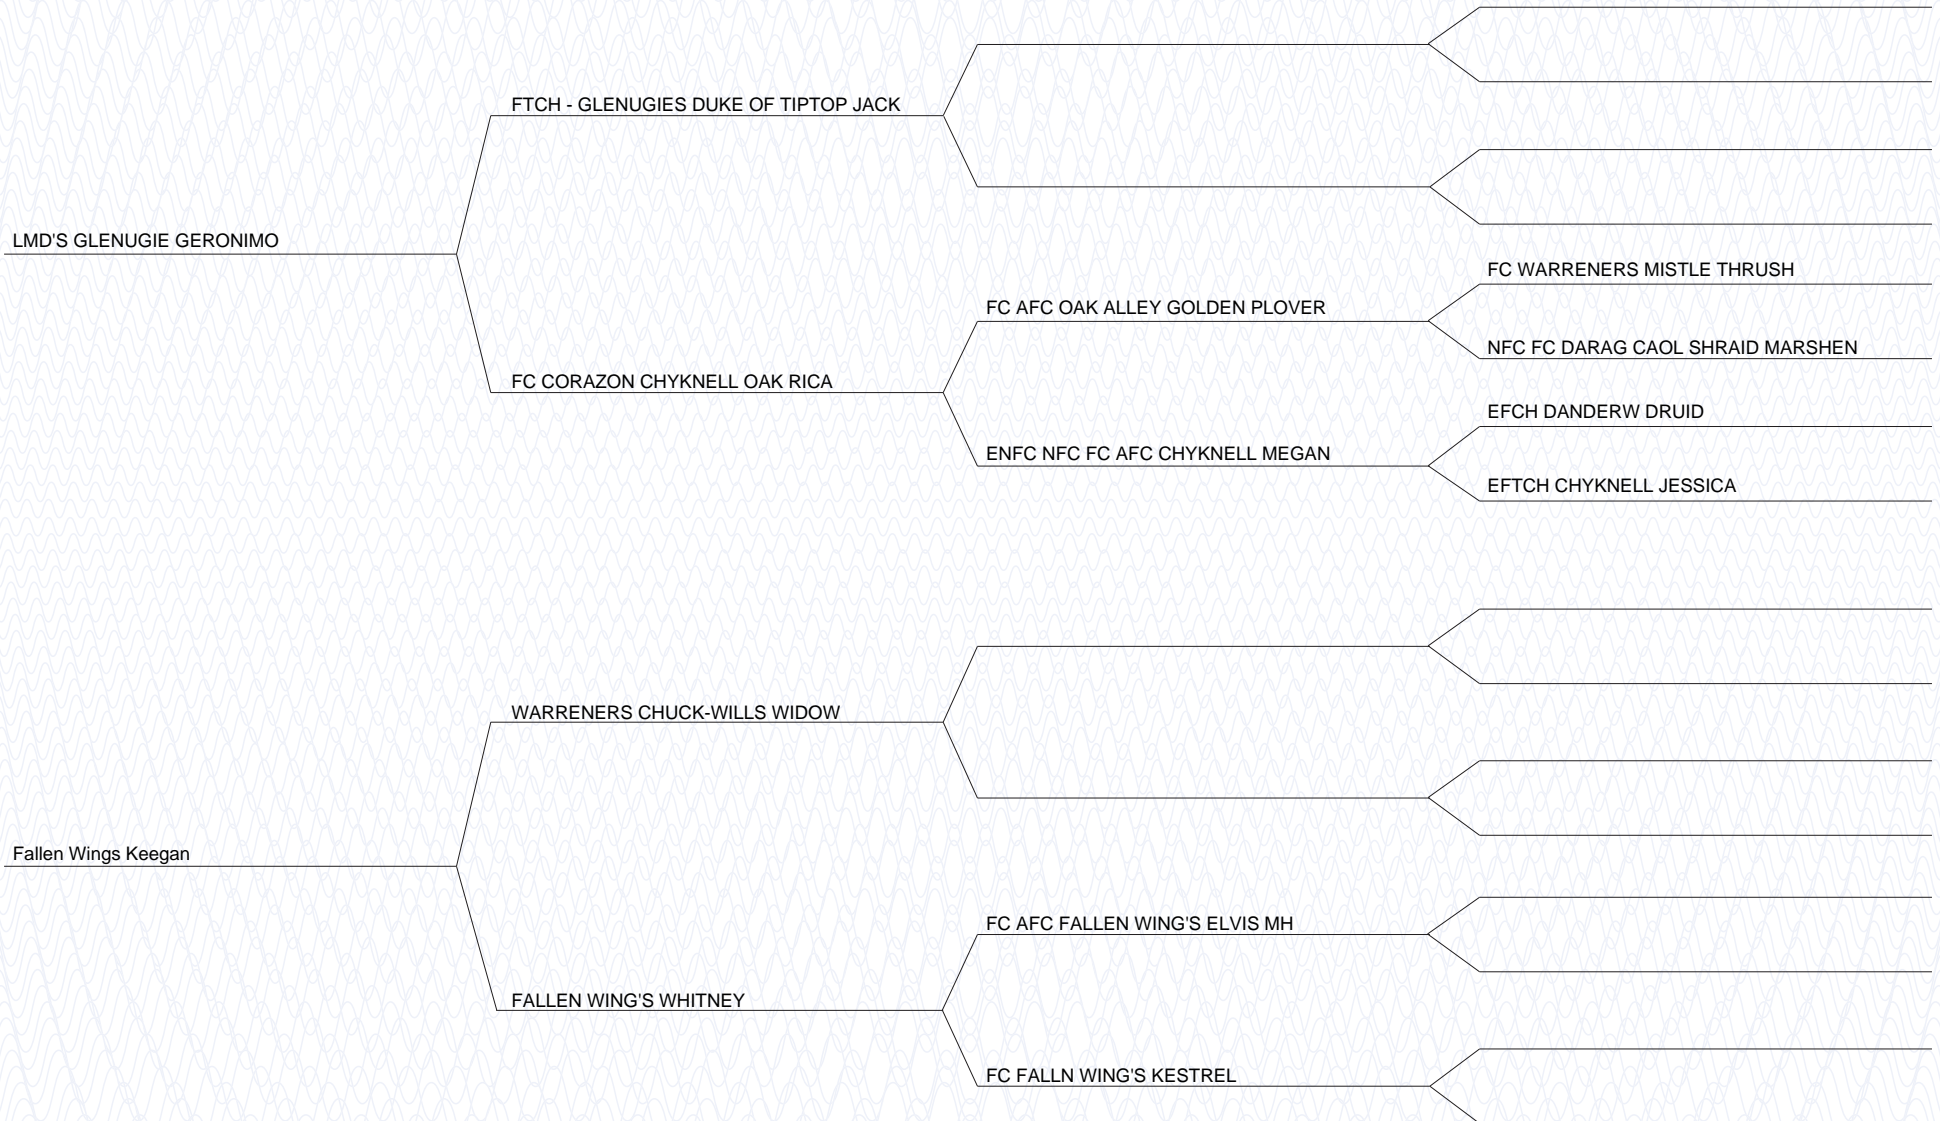 FTCH - GLENUGIES DUKE OF TIPTOP JACK
LMD'S GLENUGIE GERONIMO
FC WARRENERS MISTLE THRUSH
FC AFC OAK ALLEY GOLDEN PLOVER
NFC FC DARAG CAOL SHRAID MARSHEN
FC CORAZON CHYKNELL OAK RICA
EFCH DANDERW DRUID
ENFC NFC FC AFC CHYKNELL MEGAN
EFTCH CHYKNELL JESSICA
WARRENERS CHUCK-WILLS WIDOW
Fallen Wings Keegan
FC AFC FALLEN WING'S ELVIS MH
FALLEN WING'S WHITNEY
FC FALLN WING'S KESTREL